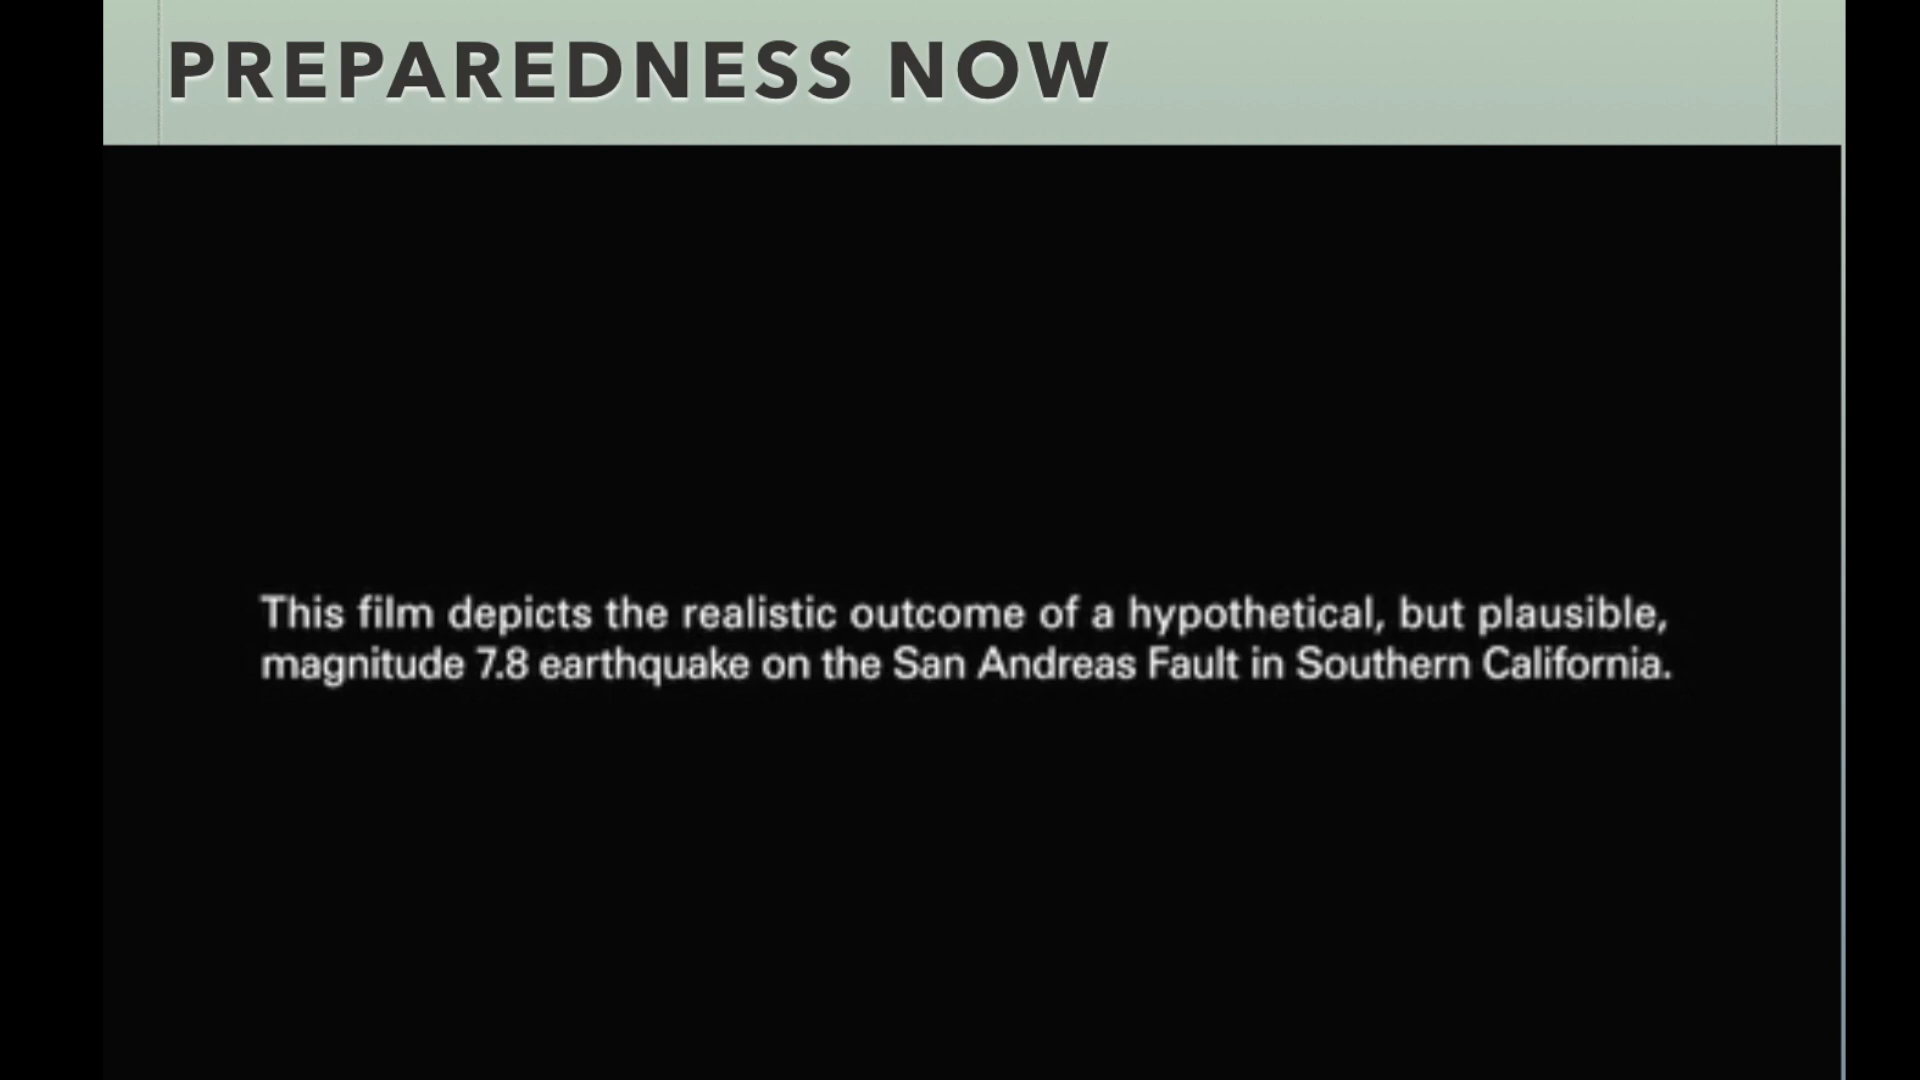 PREPAREDNESS NOW
This film depicts the realistic outcome of a hypothetical, but plausible,
magnitude 7.8 earthquake on the San Andreas Fault in Southern California.